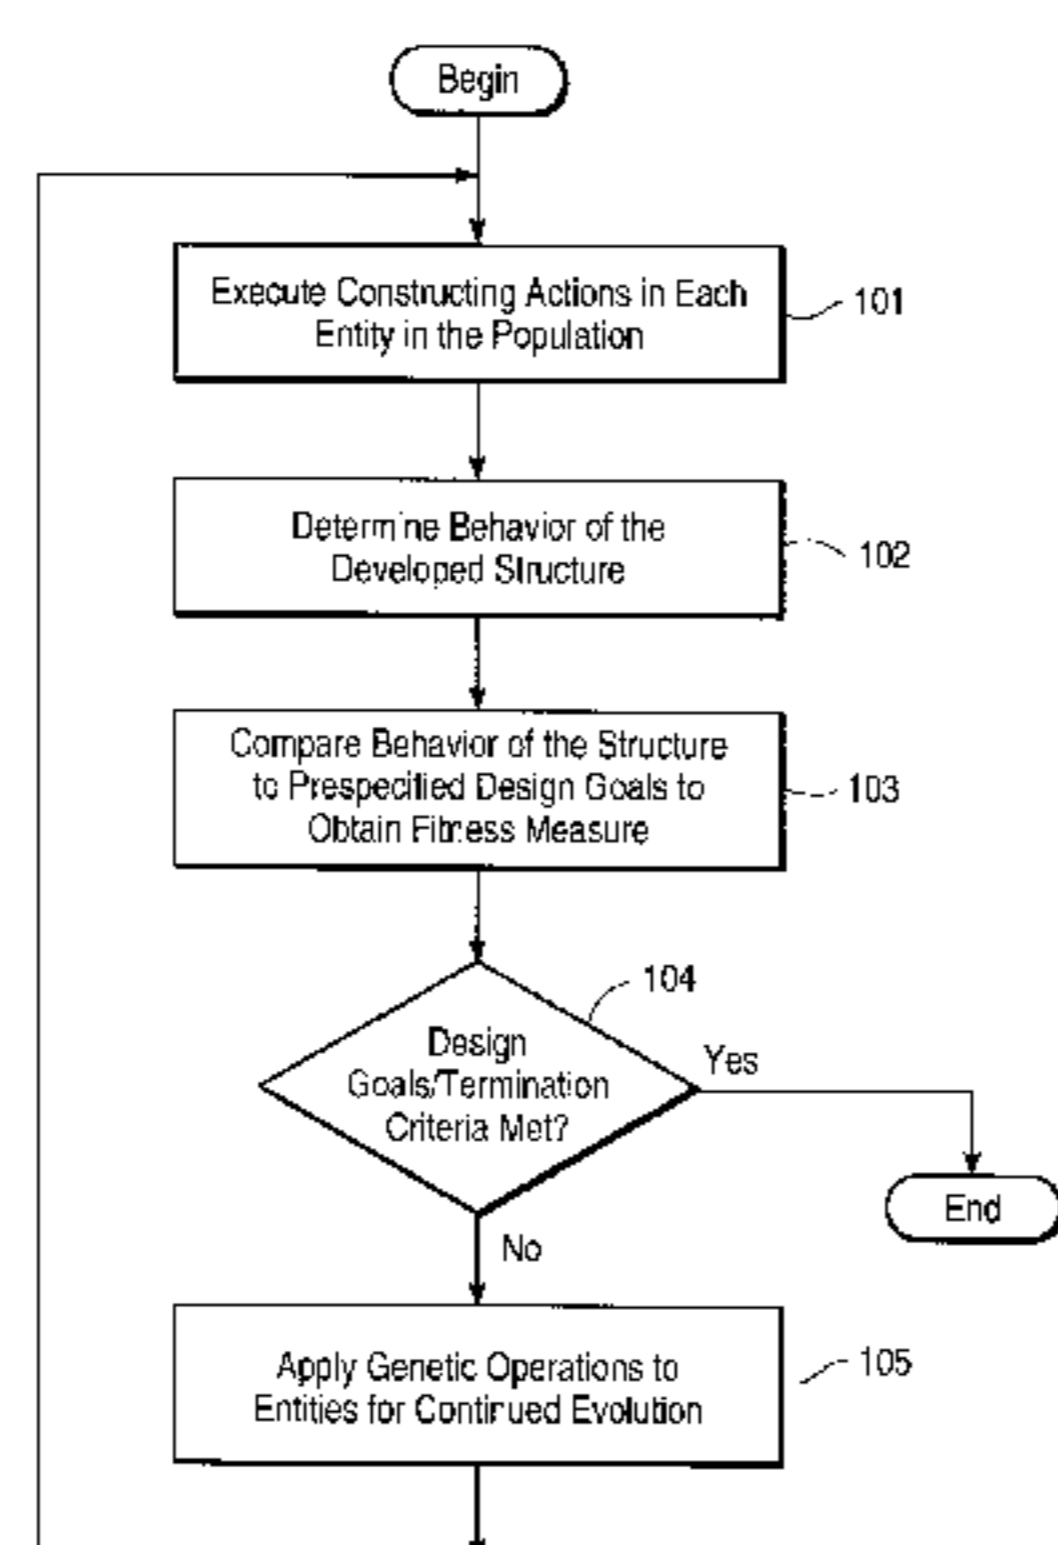 Begin
Execute Constructing Actions in Each
Entity in the Population
101
Determine Behavior of the
Developed Structure
102
Compare Behavior of the Structure
to Prespecified Design Goals to
Obtain Fitness Measure
103
104
Design
Goals/Termination
Criteria Met?
Yes
End
No
Apply Genetic Operations to
Entities for Continued Evolution
105